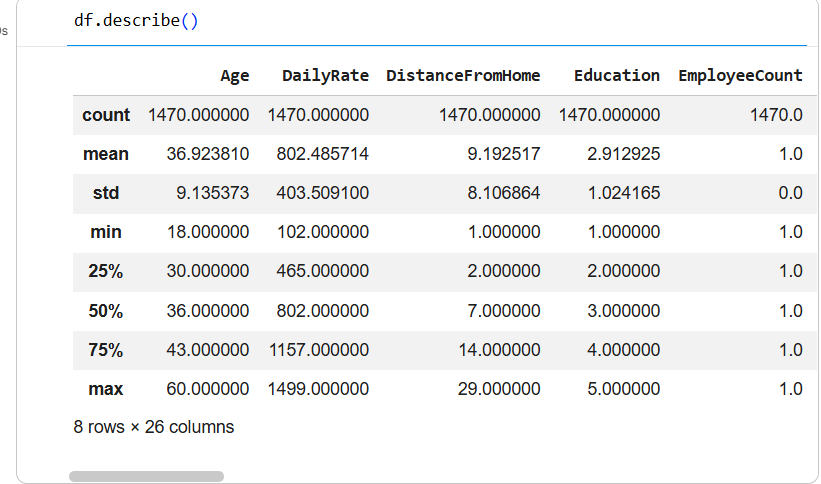 df.describe()
Age DailyRate DistanceFromHome Education EmployeeCount
count 1470.000000 1470.000000 1470.000000 1470.000000 1470.0
mean 36.923810 802.485714 9.192517 2.912925 1.0
std 9.135373 403.509100 8.106864 1.024165 0.0
min 18.000000 102.000000 1.000000 1.000000 1.0
25% 30.000000 465.000000 2.000000 2.000000 1.0
50% 36.000000 802.000000 7.000000 3.000000 1.0
75% 43.000000 1157.000000 14.000000 4.000000 1.0
max 60.000000 1499.000000 29.000000 5.000000 1.0
8 rows × 26 columns